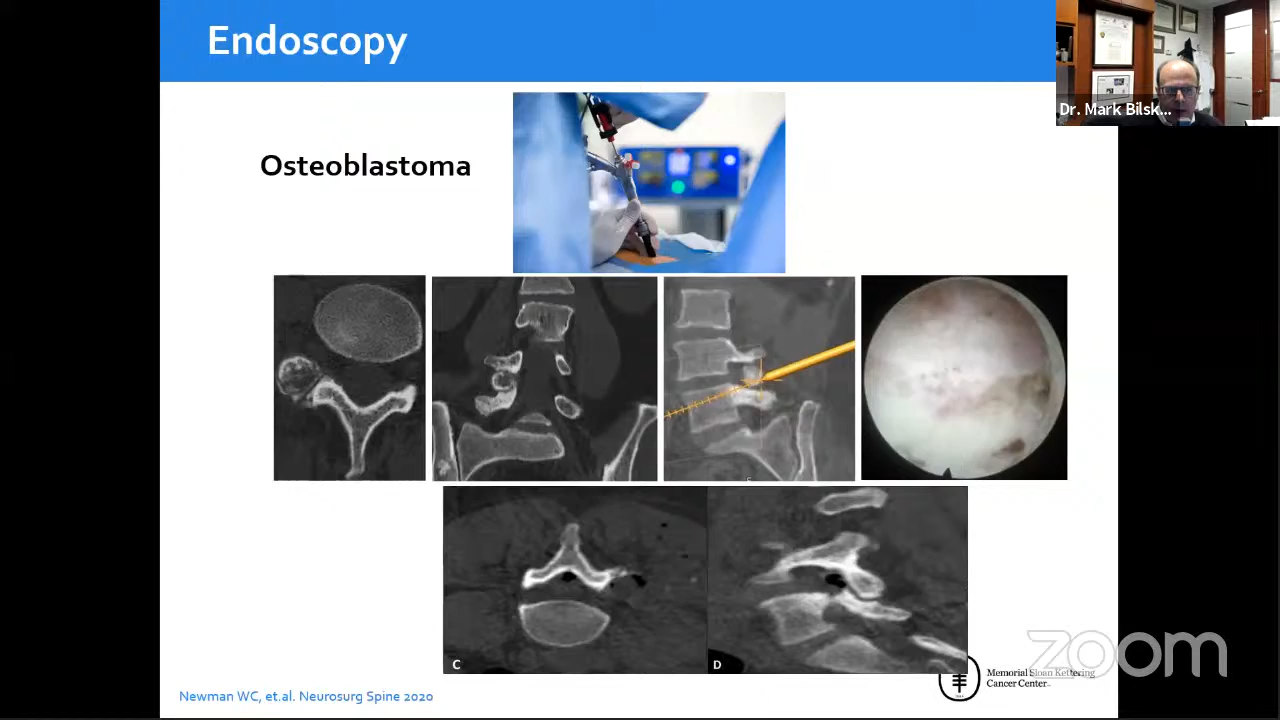 Endoscopy
Dr. Mark Bilsk...
Osteoblastoma
C
D
zoom
Memorial Sloan Kettering
Cancer Center
Newman WC, et.al. Neurosurg Spine 2020